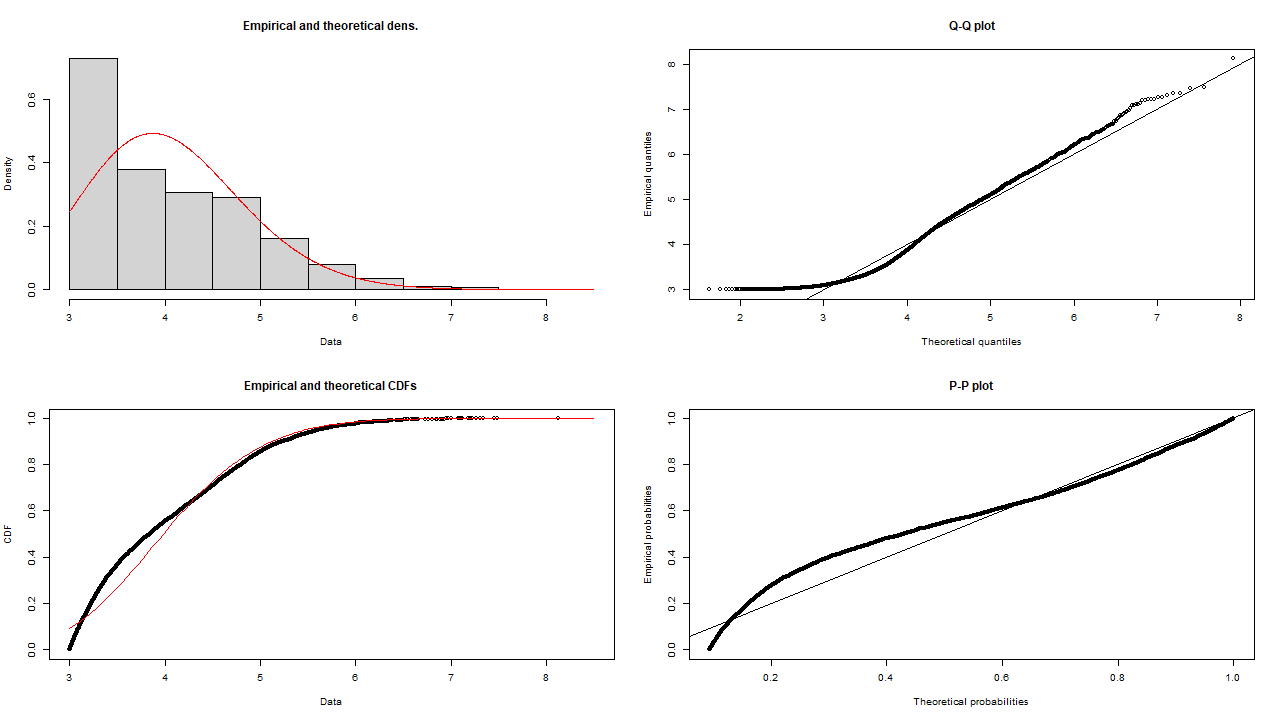 Empirical and theoretical dens.
Density
0.0 0.2 0.4 0.6
3 4 5 6 7 8
Data
Q-Q plot
Empirical quantiles
3 4 5 6 7 8
2 3 4 5 6 7 8
Theoretical quantiles
Empirical and theoretical CDFs
CDF
0.0 0.2 0.4 0.6 0.8 1.0
3 4 5 6 7 8
Data
P-P plot
Empirical probabilities
0.0 0.2 0.4 0.6 0.8 1.0
0.2 0.4 0.6 0.8 1.0
Theoretical probabilities